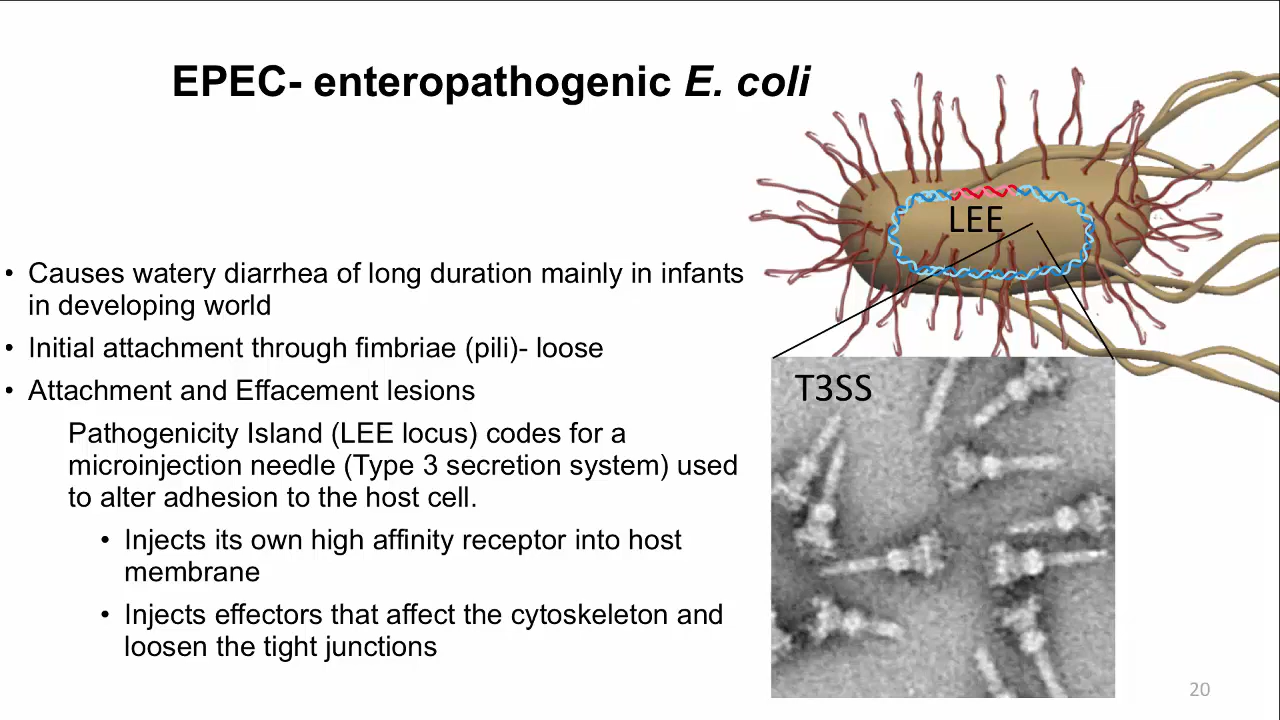 EPEC- enteropathogenic E. coli
LEE
• Causes watery diarrhea of long duration mainly in infants
in developing world
• Initial attachment through fimbriae (pili)- loose
• Attachment and Effacement lesions
Pathogenicity Island (LEE locus) codes for a
microinjection needle (Type 3 secretion system) used
to alter adhesion to the host cell.
• Injects its own high affinity receptor into host
membrane
• Injects effectors that affect the cytoskeleton and
loosen the tight junctions
T3SS
20